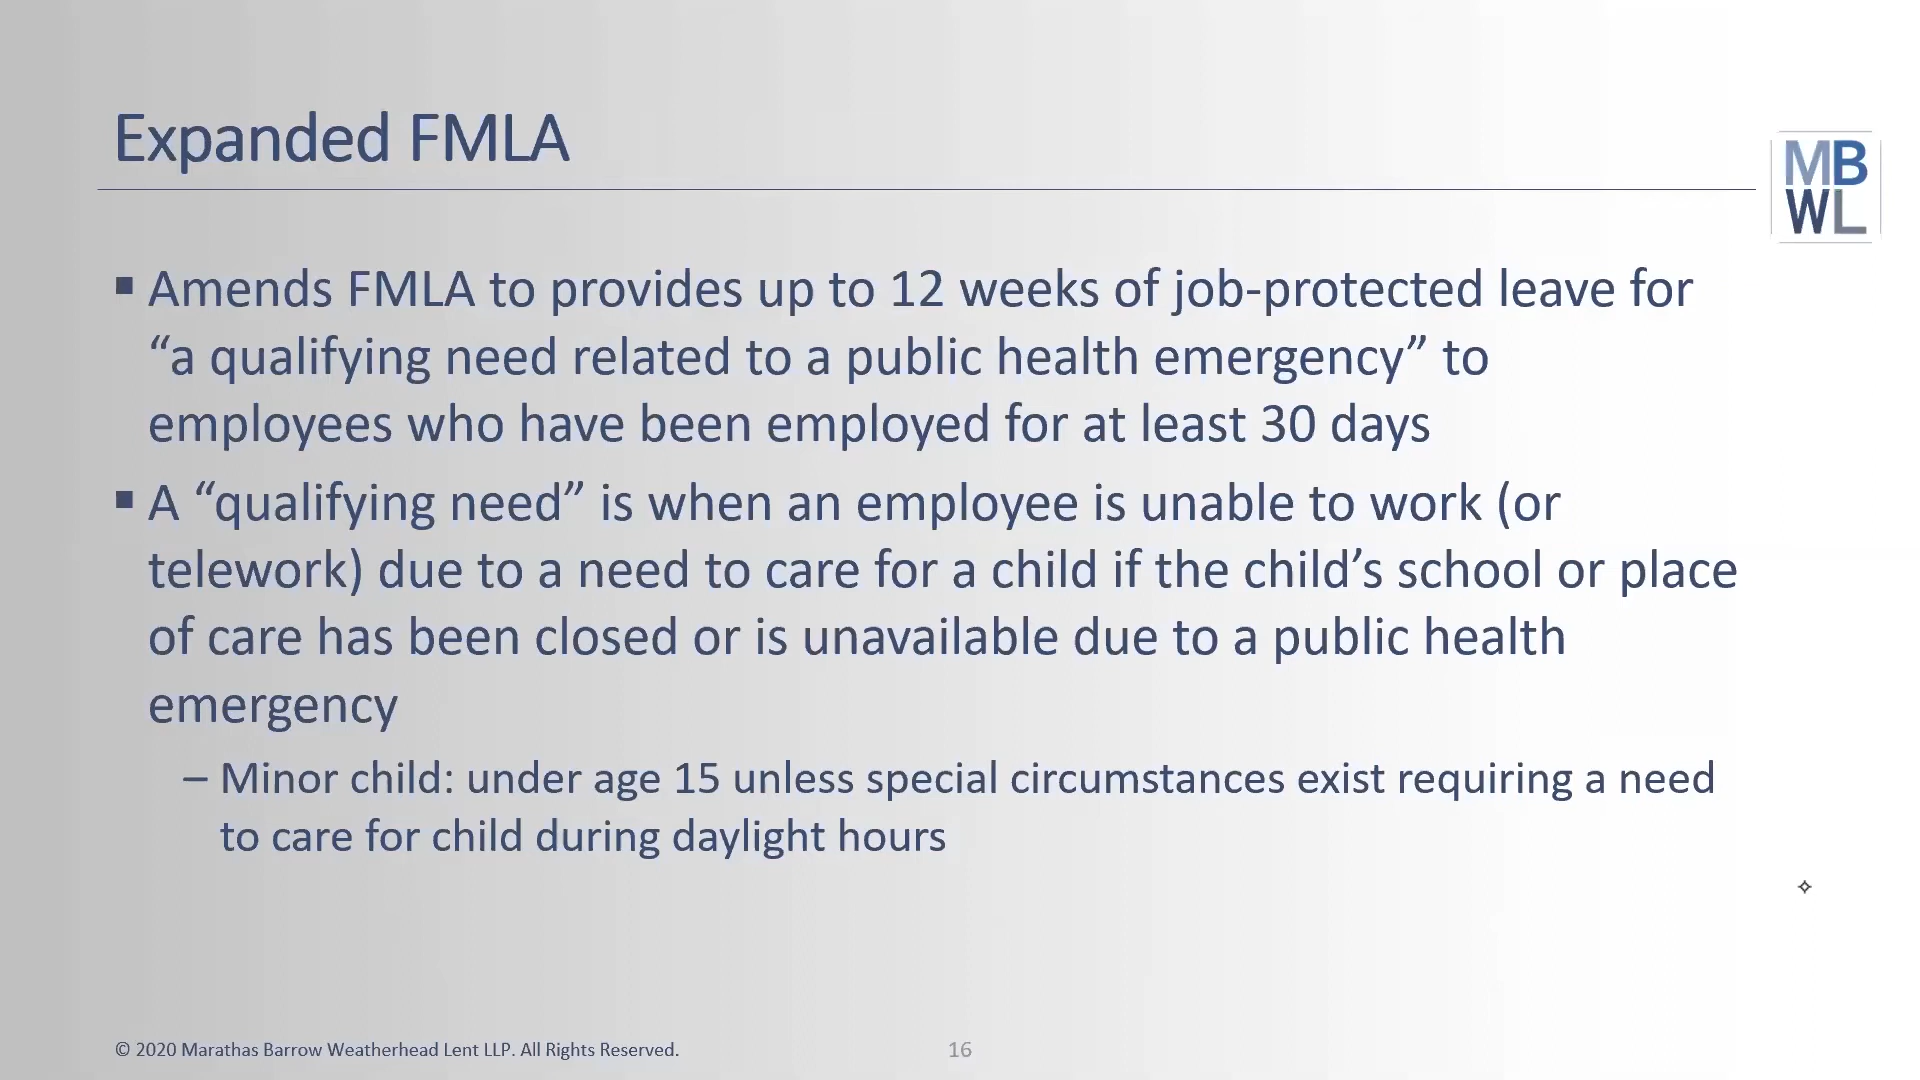 Expanded FMLA
MB
WL
▪ Amends FMLA to provides up to 12 weeks of job-protected leave for
“a qualifying need related to a public health emergency” to
employees who have been employed for at least 30 days
▪ A “qualifying need” is when an employee is unable to work (or
telework) due to a need to care for a child if the child’s school or place
of care has been closed or is unavailable due to a public health
emergency
– Minor child: under age 15 unless special circumstances exist requiring a need
to care for child during daylight hours
© 2020 Marathas Barrow Weatherhead Lent LLP. All Rights Reserved.
16